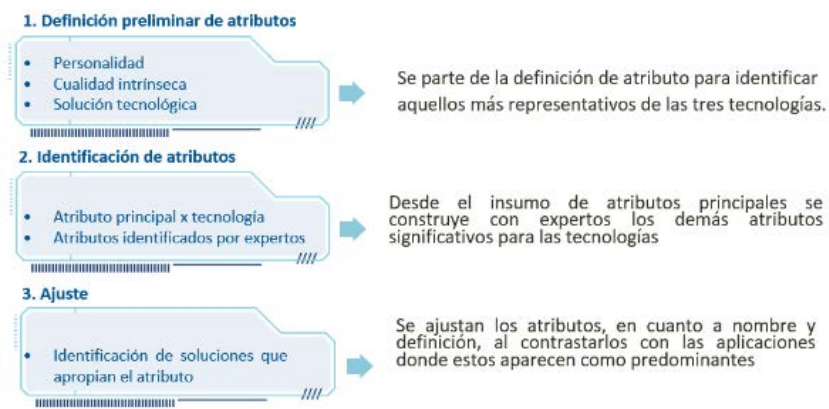 1. Definición preliminar de atributos
• Personalidad
• Cualidad intrínseca
• Solución tecnológica
Se parte de la definición de atributo para identificar
aquellos más representativos de las tres tecnologías.
2. Identificación de atributos
• Atributo principal x tecnología
• Atributos identificados por expertos
Desde el insumo de atributos principales se
construye con expertos los demás atributos
significativos para las tecnologías
3. Ajuste
• Identificación de soluciones que
apropian el atributo
Se ajustan los atributos, en cuanto a nombre y
definición, al contrastarlos con las aplicaciones
donde estos aparecen como predominantes